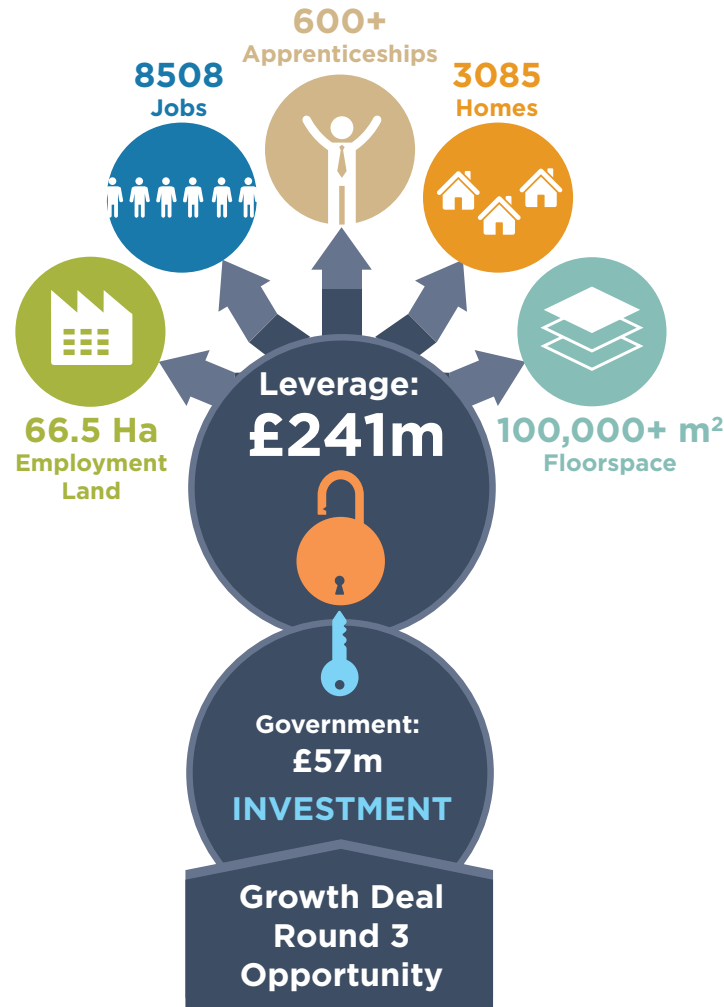 600+
Apprenticeships
8508
Jobs
3085
Homes
66.5 Ha
Employment
Land
100,000+ m²
Floorspace
Leverage:
£241m
Government:
£57m
INVESTMENT
Growth Deal
Round 3
Opportunity